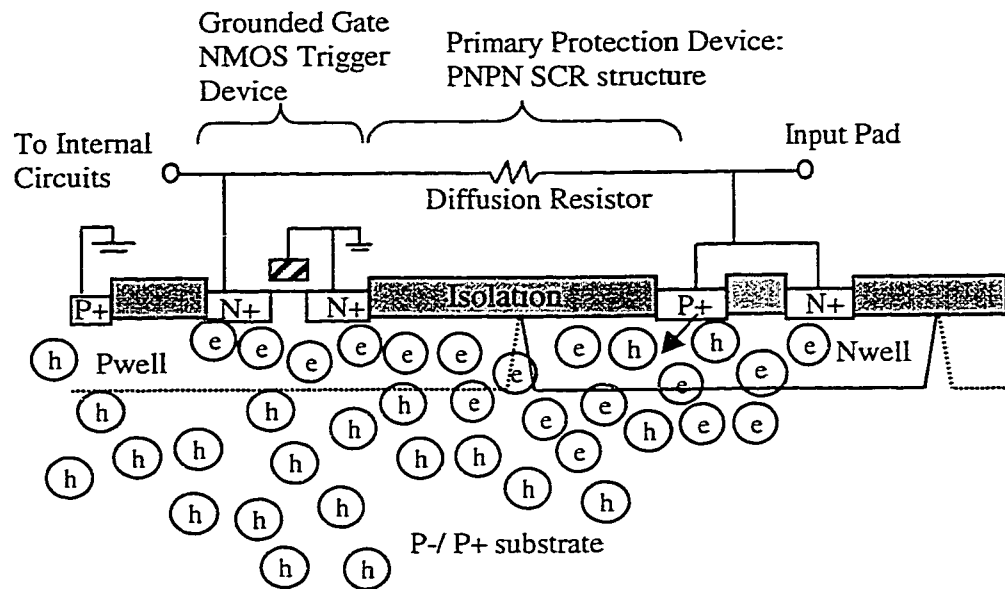 Grounded Gate
NMOS Trigger
Device
Primary Protection Device:
PNPN SCR structure
To Internal
Circuits
Input Pad
Diffusion Resistor
P+ N+ N+ Isolation P+ N+
e e e e e e e h h e
h Pwell e e e Nwell
h h h e e h e e
h h h h h h e
h h h h h h
h h
P-/ P+ substrate